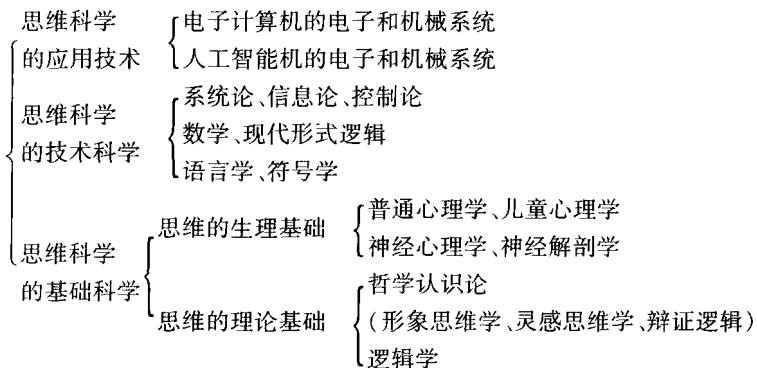 思维科学
的应用技术
电子计算机的电子和机械系统
人工智能机的电子和机械系统
思维科学
的技术科学
系统论、信息论、控制论
数学、现代形式逻辑
语言学、符号学
思维科学
的基础科学
思维的生理基础
普通心理学、儿童心理学
神经心理学、神经解剖学
思维的理论基础
哲学认识论
(形象思维学、灵感思维学、辩证逻辑)
逻辑学